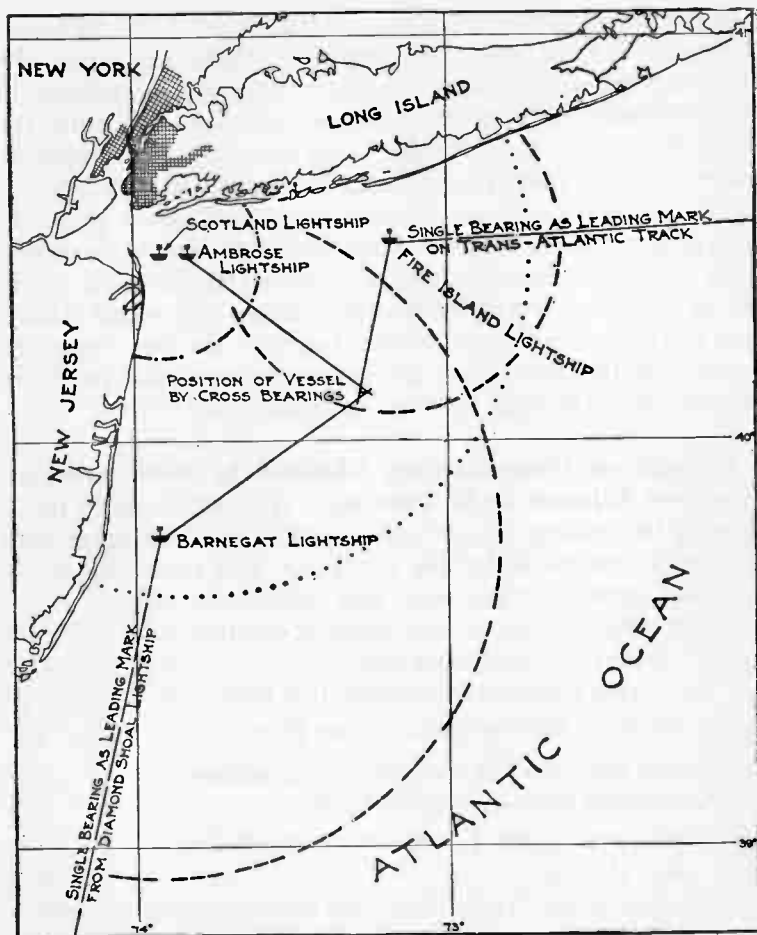 41°
NEW YORK
LONG ISLAND
SCOTLAND LIGHTSHIP
AMBROSE
LIGHTSHIP
SINGLE BEARING AS LEADING MARK
ON TRANS-ATLANTIC TRACK
FIRE ISLAND LIGHTSHIP
POSITION OF VESSEL
BY CROSS BEARINGS
NEW JERSEY
40°
BARNEGAT LIGHTSHIP
OCEAN
ATLANTIC
SINGLE BEARING AS LEADING MARK
FROM DIAMOND SHOAL LIGHTSHIP
39°
74°
73°